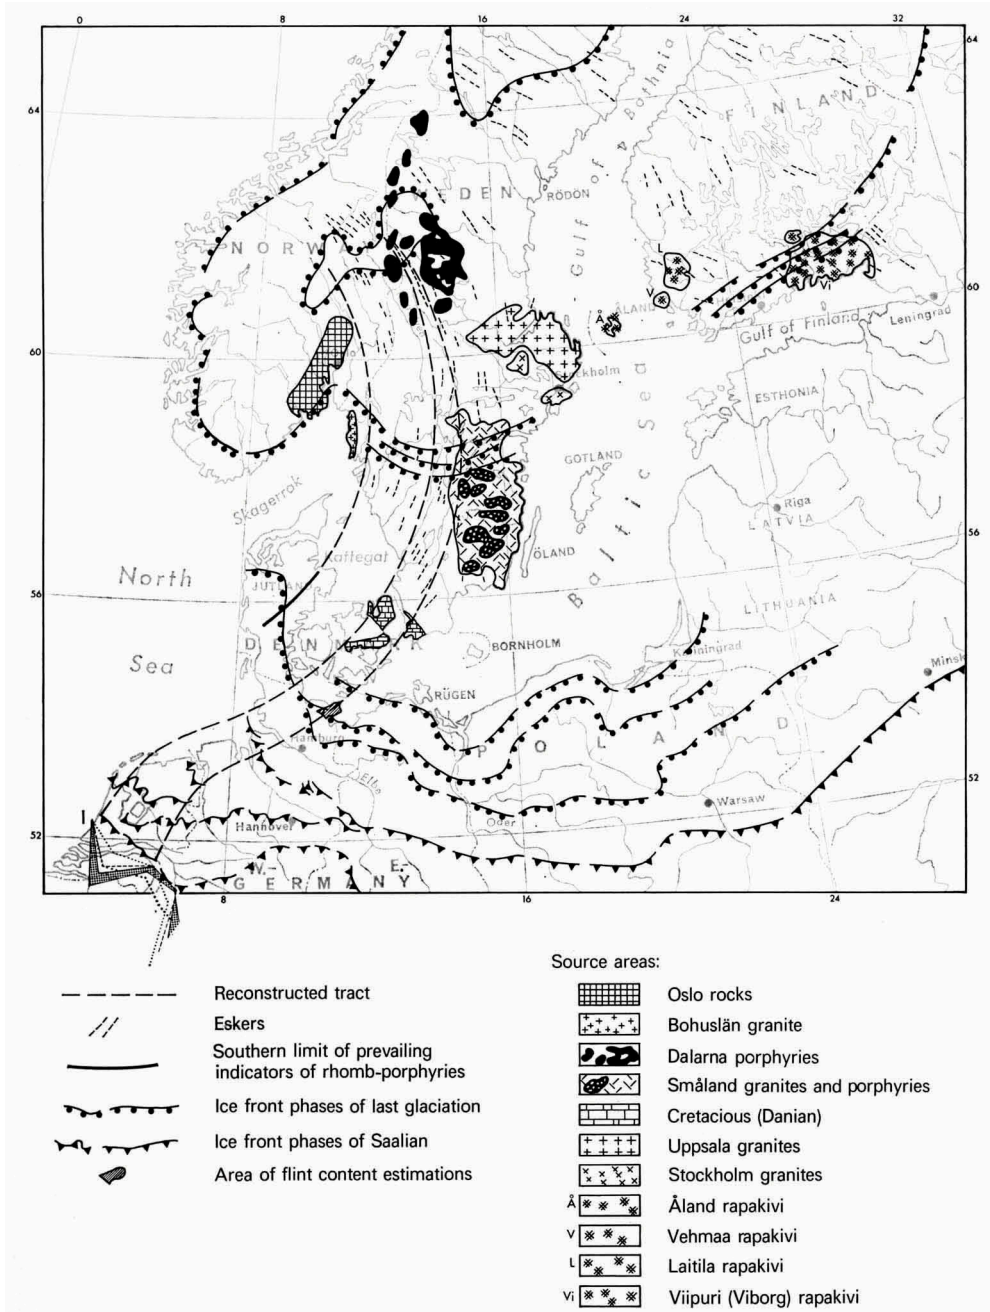 0 8 16 24 32
64
64
FINLAND
Gulf of Bothnia
SWEDEN
RÖDÖN
NORWAY
L
V
Å
ÅLAND
Vi
60
Gulf of Finland
Leningrad
60
Stockholm
ESTHONIA
GOTLAND
Skagerrok
Riga
LATVIA
56
Kattegat
ÖLAND
Baltic Sea
North
Sea
JUTLAND
56
LITHUANIA
DENMARK
BORNHOLM
Kaliningrad
Minsk
RÜGEN
Hamburg
POLAND
Elbe
52
Warsaw
I
Oder
52
Hannover
W.- E.-
GERMANY
8 16 24
Source areas:
Reconstructed tract
Eskers
Southern limit of prevailing
indicators of rhomb-porphyries
Ice front phases of last glaciation
Ice front phases of Saalian
Area of flint content estimations
Oslo rocks
Bohuslän granite
Dalarna porphyries
Småland granites and porphyries
Cretacious (Danian)
Uppsala granites
Stockholm granites
Å Åland rapakivi
V Vehmaa rapakivi
L Laitila rapakivi
Vi Viipuri (Viborg) rapakivi